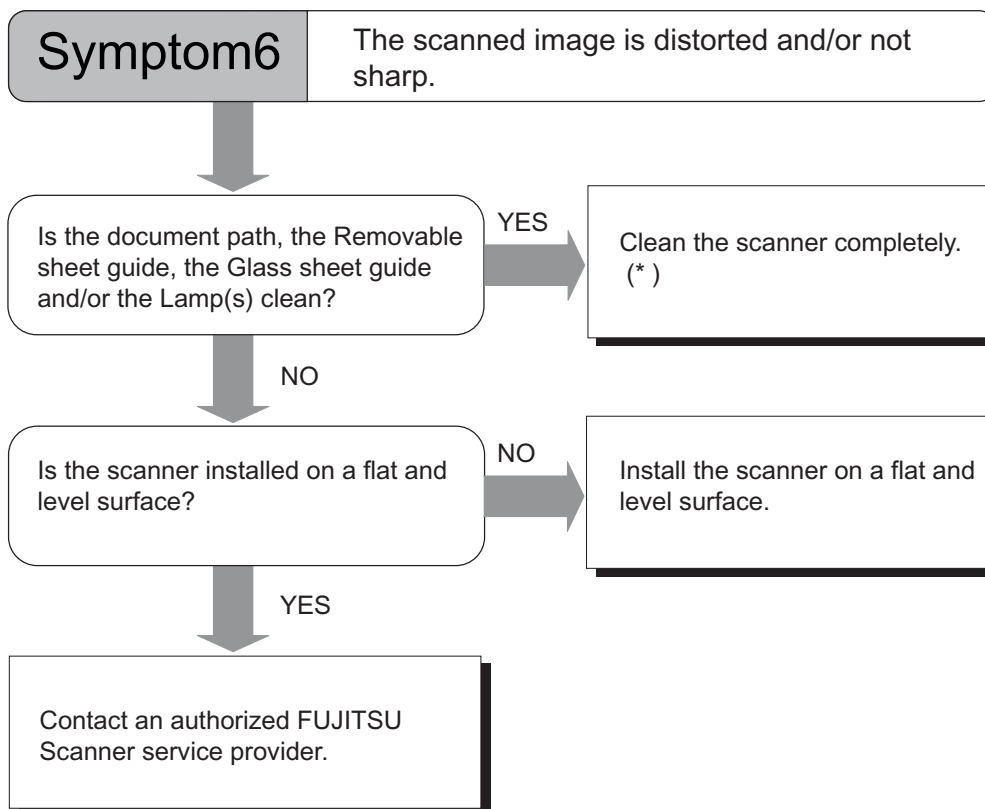 Symptom6
The scanned image is distorted and/or not
sharp.
Is the document path, the Removable
sheet guide, the Glass sheet guide
and/or the Lamp(s) clean?
YES
Clean the scanner completely.
(* )
NO
Is the scanner installed on a flat and
level surface?
NO
Install the scanner on a flat and
level surface.
YES
Contact an authorized FUJITSU
Scanner service provider.